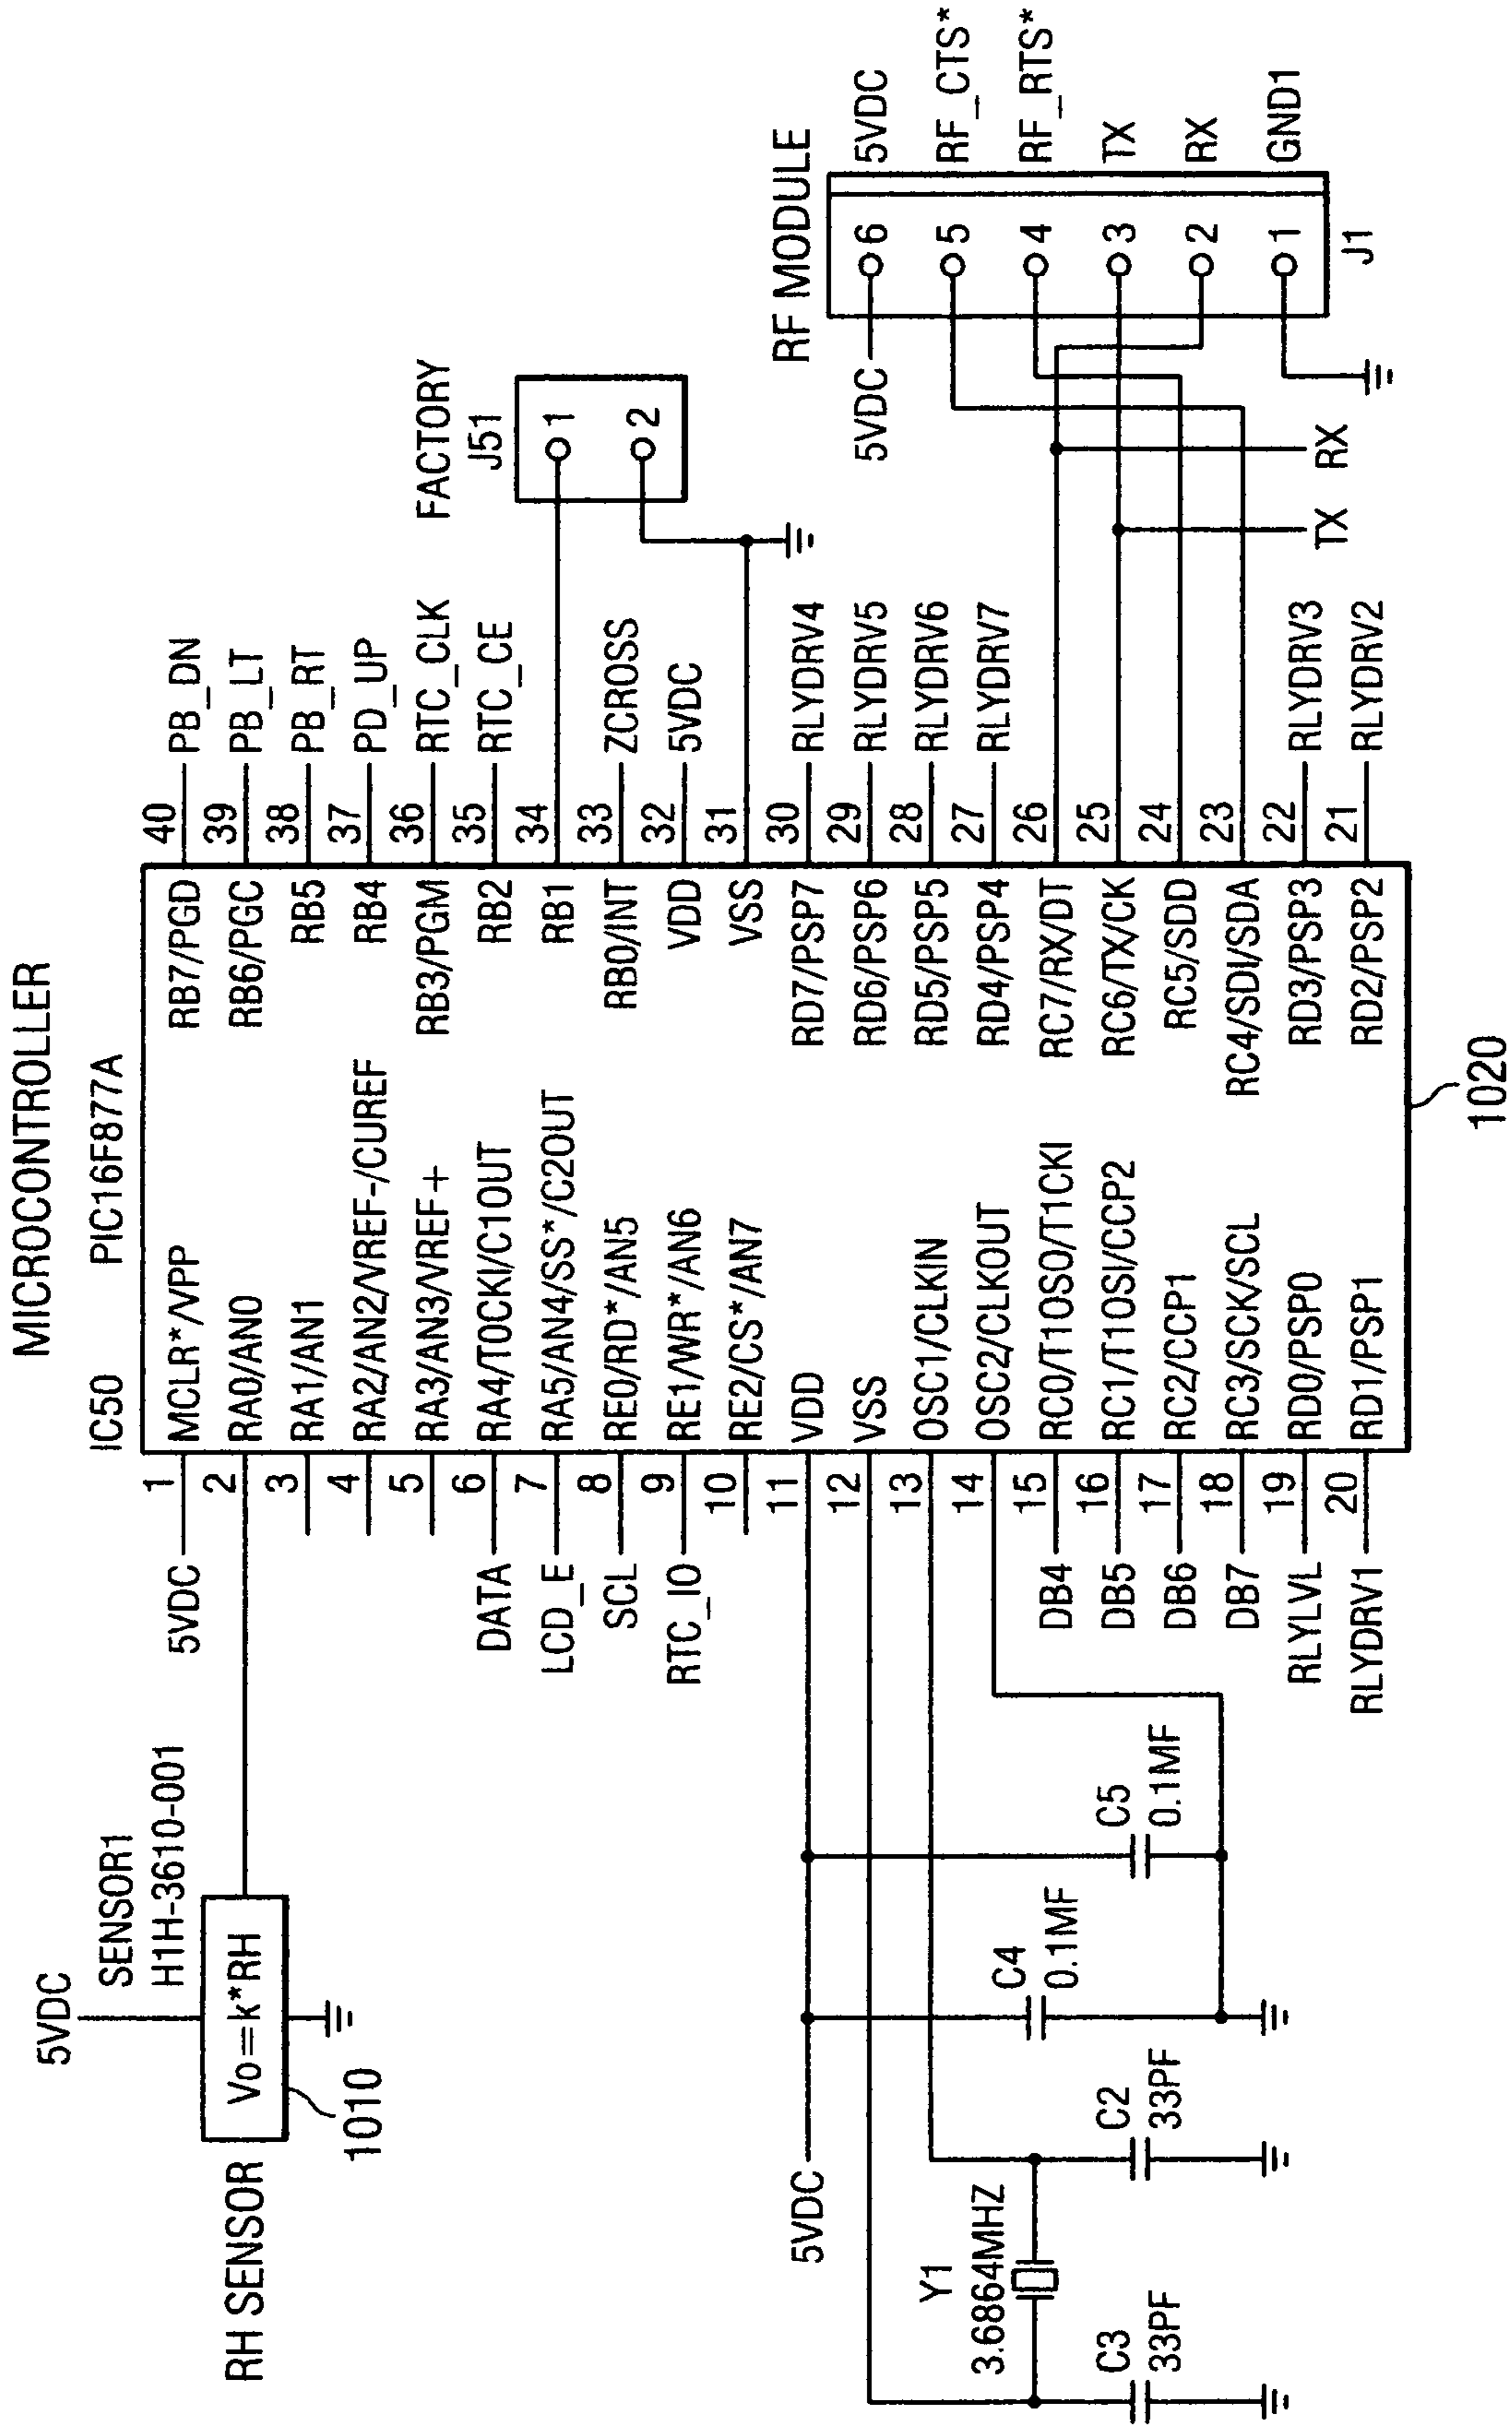 MICROCONTROLLER
IC50 PIC16F877A
5VDC
SENSOR1
H1H-3610-001
Vo=k*RH
RH SENSOR
1010
5VDC 1 MCLR*/VPP
2 RA0/AN0
3 RA1/AN1
4 RA2/AN2/VREF-/CUREF
5 RA3/AN3/VREF+
DATA 6 RA4/TOCKI/C1OUT
LCD_E 7 RA5/AN4/SS*/C2OUT
SCL 8 RE0/RD*/AN5
RTC_IO 9 RE1/WR*/AN6
10 RE2/CS*/AN7
11 VDD
12 VSS
13 OSC1/CLKIN
14 OSC2/CLKOUT
DB4 15 RC0/T1OSO/T1CKI
DB5 16 RC1/T1OSI/CCP2
DB6 17 RC2/CCP1
DB7 18 RC3/SCK/SCL
RLYLVL 19 RD0/PSP0
RLYDRV1 20 RD1/PSP1
RB7/PGD 40 PB_DN
RB6/PGC 39 PB_LT
RB5 38 PB_RT
RB4 37 PD_UP
RB3/PGM 36 RTC_CLK
RB2 35 RTC_CE
RB1 34
RB0/INT 33 ZCROSS
VDD 32 5VDC
VSS 31
RD7/PSP7 30 RLYDRV4
RD6/PSP6 29 RLYDRV5
RD5/PSP5 28 RLYDRV6
RD4/PSP4 27 RLYDRV7
RC7/RX/DT 26
RC6/TX/CK 25
RC5/SDD 24
RC4/SDI/SDA 23
RD3/PSP3 22 RLYDRV3
RD2/PSP2 21 RLYDRV2
1020
5VDC
Y1
3.6864MHZ
C3
33PF
C2
33PF
C4
0.1MF
C5
0.1MF
FACTORY
J51
1
2
TX
RX
RF MODULE
5VDC 6 5VDC
5 RF_CTS*
4 RF_RTS*
3 TX
2 RX
1 GND1
J1